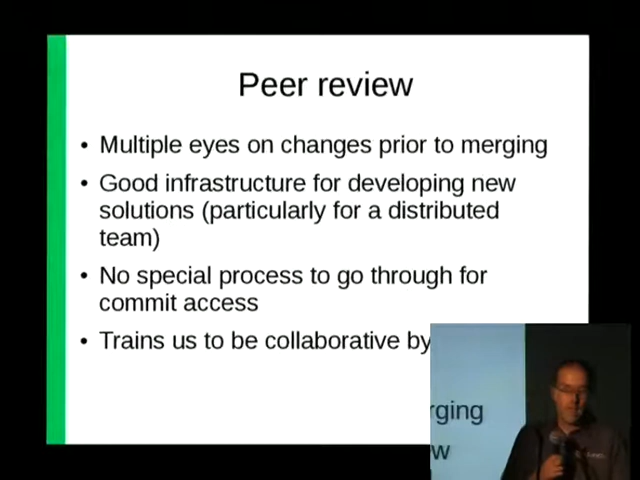 Peer review
• Multiple eyes on changes prior to merging
• Good infrastructure for developing new
solutions (particularly for a distributed
team)
• No special process to go through for
commit access
• Trains us to be collaborative by
rging
w